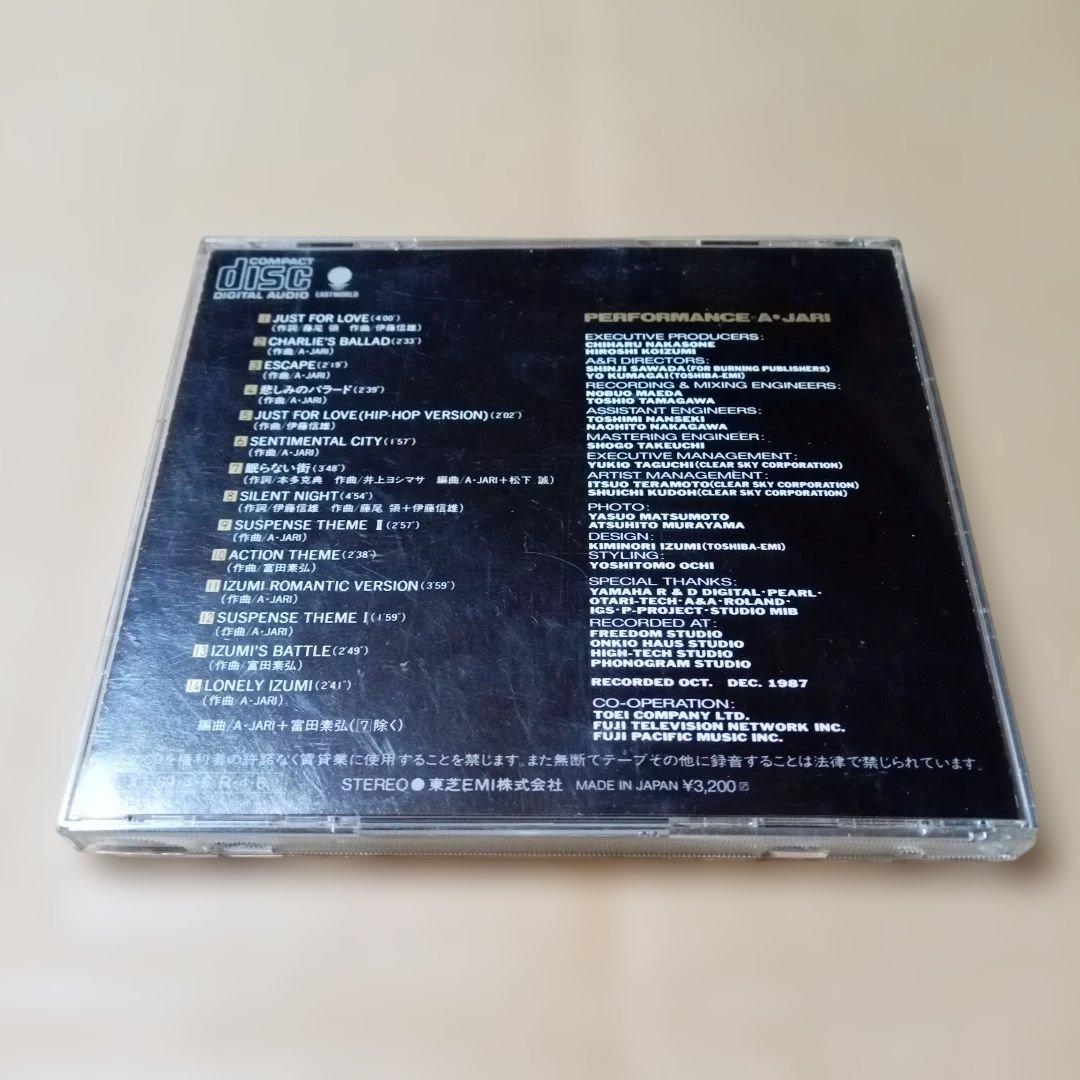 COMPACT
disc
DIGITAL AUDIO
EASTWORLD
1 JUST FOR LOVE (4'00")
(作詞/藤尾 領 作曲/伊藤信雄)
2 CHARLIE'S BALLAD (2'33")
(作曲/A・JARI)
3 ESCAPE (2'19")
(作曲/A・JARI)
4 悲しみのバラード (2'39")
(作曲/A・JARI)
5 JUST FOR LOVE (HIP-HOP VERSION) (2'02")
(作曲/伊藤信雄)
6 SENTIMENTAL CITY (1'57")
(作曲/A・JARI)
7 眠らない街 (3'48")
(作詞/本多克典 作曲/井上ヨシマサ 編曲/A・JARI+松下 誠)
8 SILENT NIGHT (4'54")
(作詞/伊藤信雄 作曲/藤尾 領+伊藤信雄)
9 SUSPENSE THEME II (2'57")
(作曲/A・JARI)
10 ACTION THEME (2'38")
(作曲/富田素弘)
11 IZUMI ROMANTIC VERSION (3'59")
(作曲/A・JARI)
12 SUSPENSE THEME I (1'59")
(作曲/A・JARI)
13 IZUMI'S BATTLE (2'49")
(作曲/富田素弘)
14 LONELY IZUMI (2'41")
(作曲/A・JARI)
編曲/A・JARI+富田素弘(7除く)
PERFORMANCE A・JARI
EXECUTIVE PRODUCERS:
CHIHARU NAKASONE
HIROSHI KOIZUMI
A&R DIRECTORS:
SHINJI SAWADA (FOR BURNING PUBLISHERS)
YO KUMAGAI (TOSHIBA-EMI)
RECORDING & MIXING ENGINEERS:
NOBUO MAEDA
TOSHIO TAMAGAWA
ASSISTANT ENGINEERS:
TOSHIMI NANSEKI
NAOHITO NAKAGAWA
MASTERING ENGINEER:
SHOGO TAKEUCHI
EXECUTIVE MANAGEMENT:
YUKIO TAGUCHI (CLEAR SKY CORPORATION)
ARTIST MANAGEMENT:
ITSUO TERAMOTO (CLEAR SKY CORPORATION)
SHUICHI KUDOH (CLEAR SKY CORPORATION)
PHOTO:
YASUO MATSUMOTO
ATSUHITO MURAYAMA
DESIGN:
KIMINORI IZUMI (TOSHIBA-EMI)
STYLING:
YOSHITOMO OCHI
SPECIAL THANKS:
YAMAHA R & D DIGITAL・PEARL・
OTARI-TECH・A&A・ROLAND・
IGS・P-PROJECT・STUDIO MIB
RECORDED AT:
FREEDOM STUDIO
ONKIO HAUS STUDIO
HIGH-TECH STUDIO
PHONOGRAM STUDIO
RECORDED OCT. DEC. 1987
CO-OPERATION:
TOEI COMPANY LTD.
FUJI TELEVISION NETWORK INC.
FUJI PACIFIC MUSIC INC.
CDを権利者の許諾なく賃貸業に使用することを禁じます。また無断でテープその他に録音することは法律で禁じられています。
STEREO ● 東芝EMI株式会社 MADE IN JAPAN ¥3,200